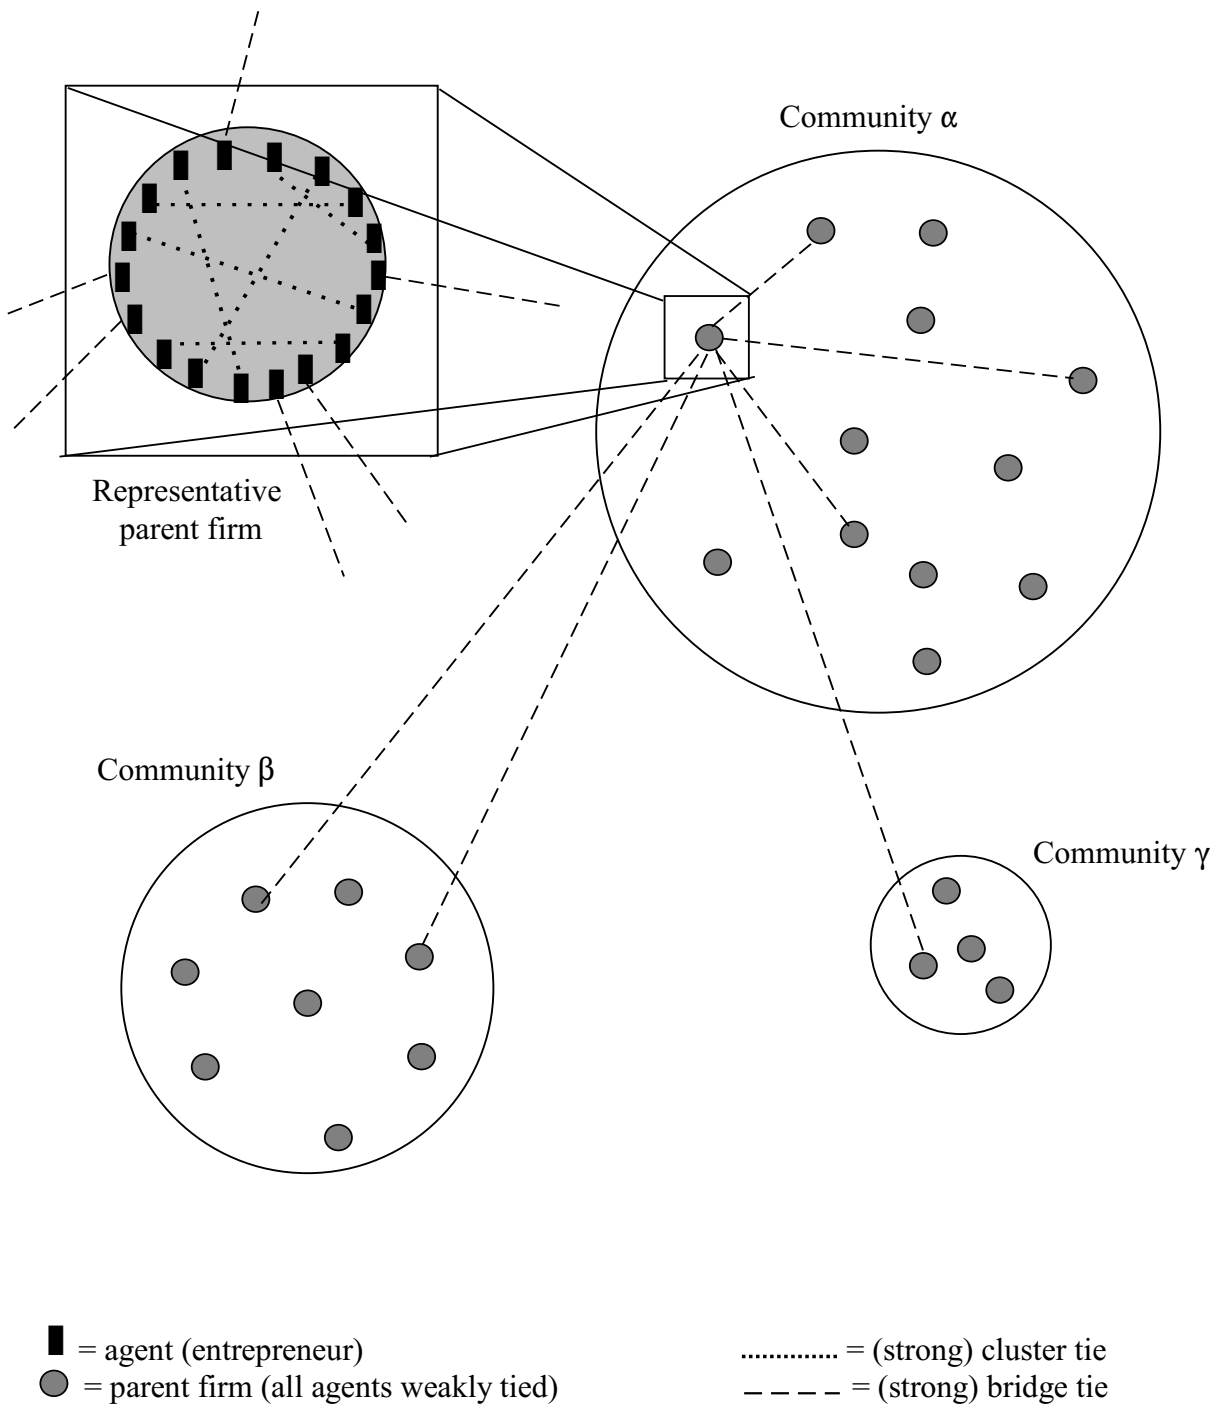 Community α
Representative
parent firm
Community β
Community γ
= agent (entrepreneur)
= parent firm (all agents weakly tied)
= (strong) cluster tie
= (strong) bridge tie